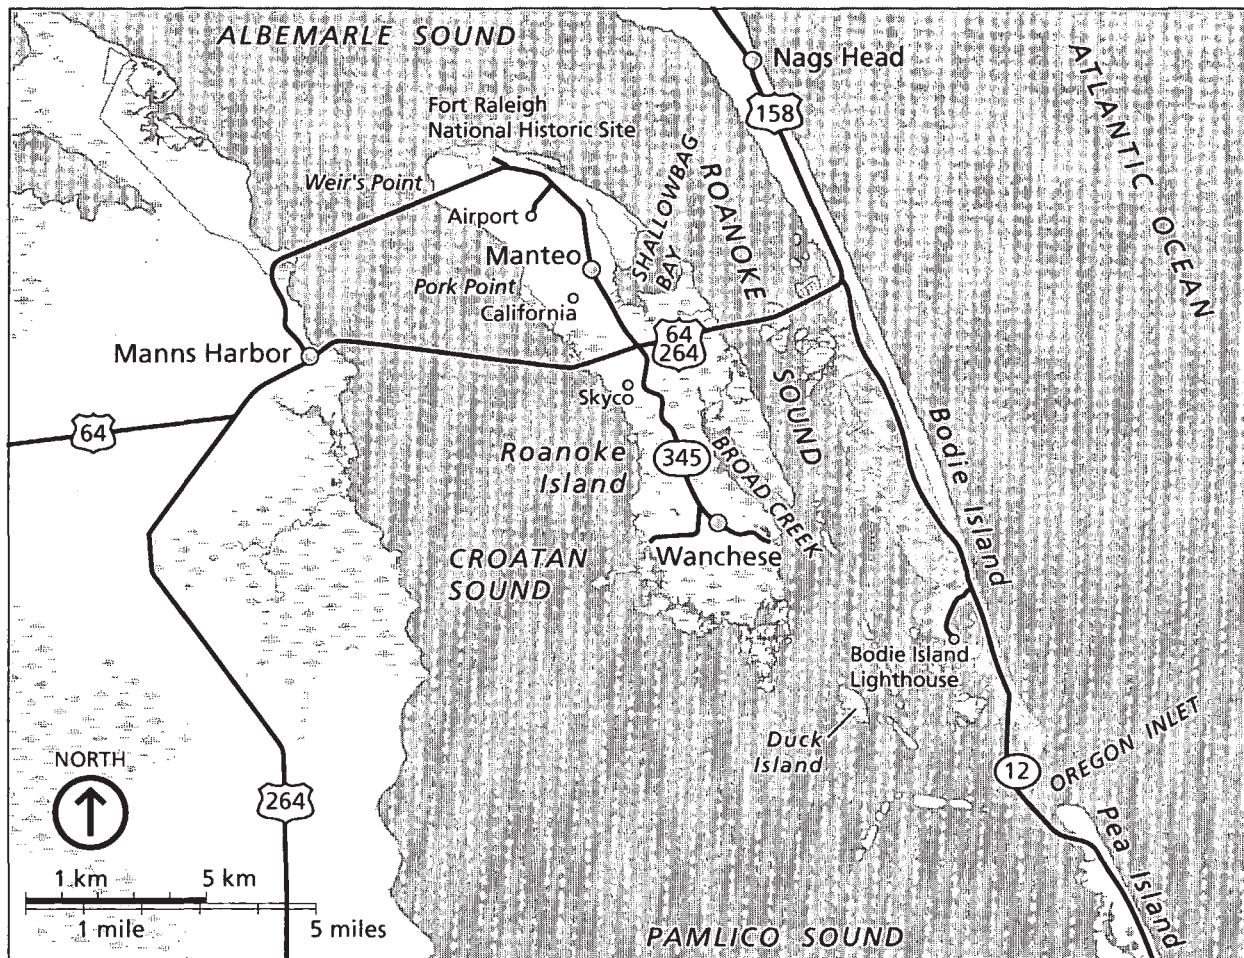 ALBEMARLE SOUND
Nags Head
ATLANTIC OCEAN
158
Fort Raleigh
National Historic Site
Weir's Point
SHALLOWBAG
BAY
ROANOKE
SOUND
Airport
Manteo
Pork Point
California
Manns Harbor
64
264
Skyco
64
Bodie Island
345
Roanoke
Island
BROAD CREEK
CROATAN
SOUND
Wanchese
Bodie Island
Lighthouse
Duck
Island
OREGON INLET
12
NORTH
264
Pea Island
1 km 5 km
1 mile 5 miles
PAMLICO SOUND